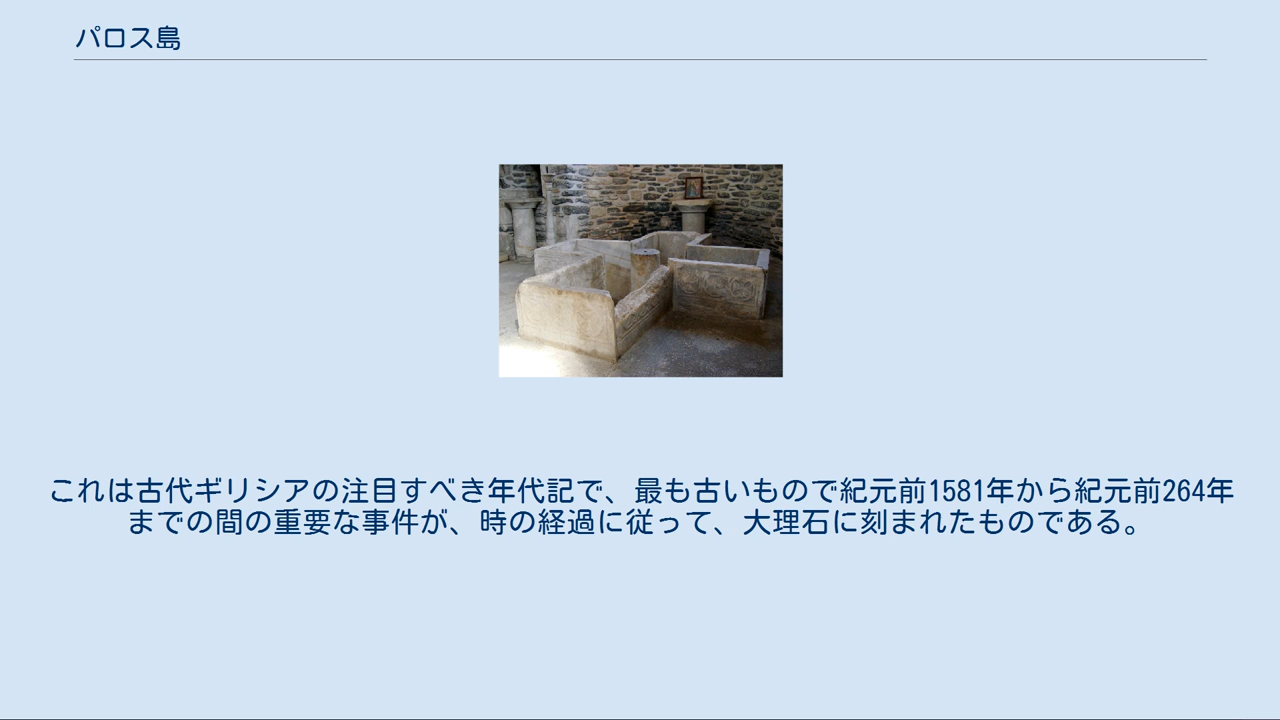 パロス島
これは古代ギリシアの注目すべき年代記で、最も古いもので紀元前1581年から紀元前264年
までの間の重要な事件が、時の経過に従って、大理石に刻まれたものである。